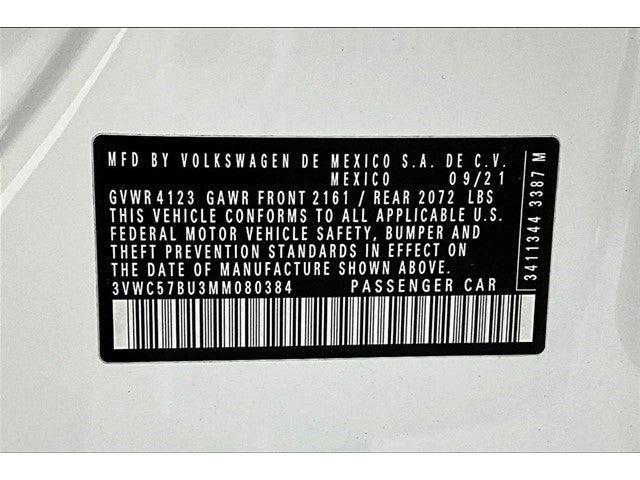 MFD BY VOLKSWAGEN DE MEXICO S.A. DE C.V.
MEXICO 09/21
GVWR 4123 GAWR FRONT 2161 / REAR 2072 LBS
THIS VEHICLE CONFORMS TO ALL APPLICABLE U.S.
FEDERAL MOTOR VEHICLE SAFETY, BUMPER AND
THEFT PREVENTION STANDARDS IN EFFECT ON
THE DATE OF MANUFACTURE SHOWN ABOVE.
3VWC57BU3MM080384 PASSENGER CAR
3411344 3387 M